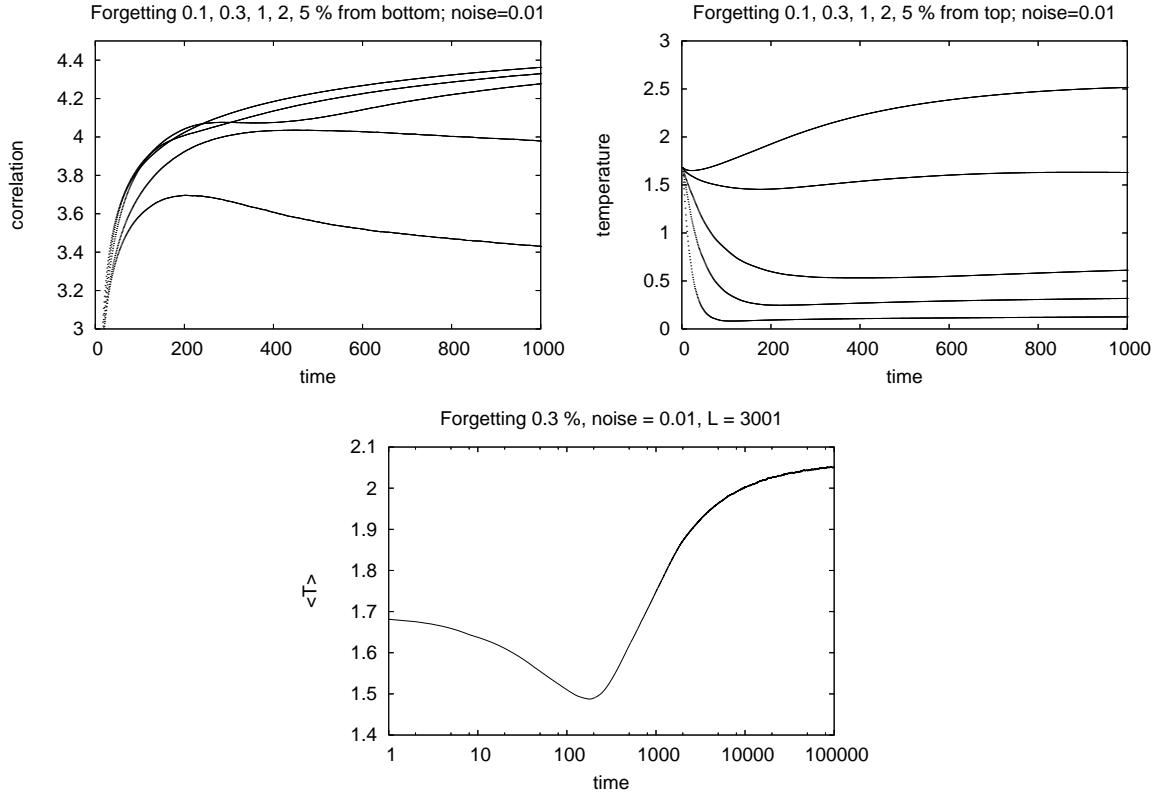 Forgetting 0.1, 0.3, 1, 2, 5 % from bottom; noise=0.01
correlation
4.4
4.2
4
3.8
3.6
3.4
3.2
3
0 200 400 600 800 1000
time
Forgetting 0.1, 0.3, 1, 2, 5 % from top; noise=0.01
temperature
3
2.5
2
1.5
1
0.5
0
0 200 400 600 800 1000
time
Forgetting 0.3 %, noise = 0.01, L = 3001
<T>
2.1
2
1.9
1.8
1.7
1.6
1.5
1.4
1 10 100 1000 10000 100000
time